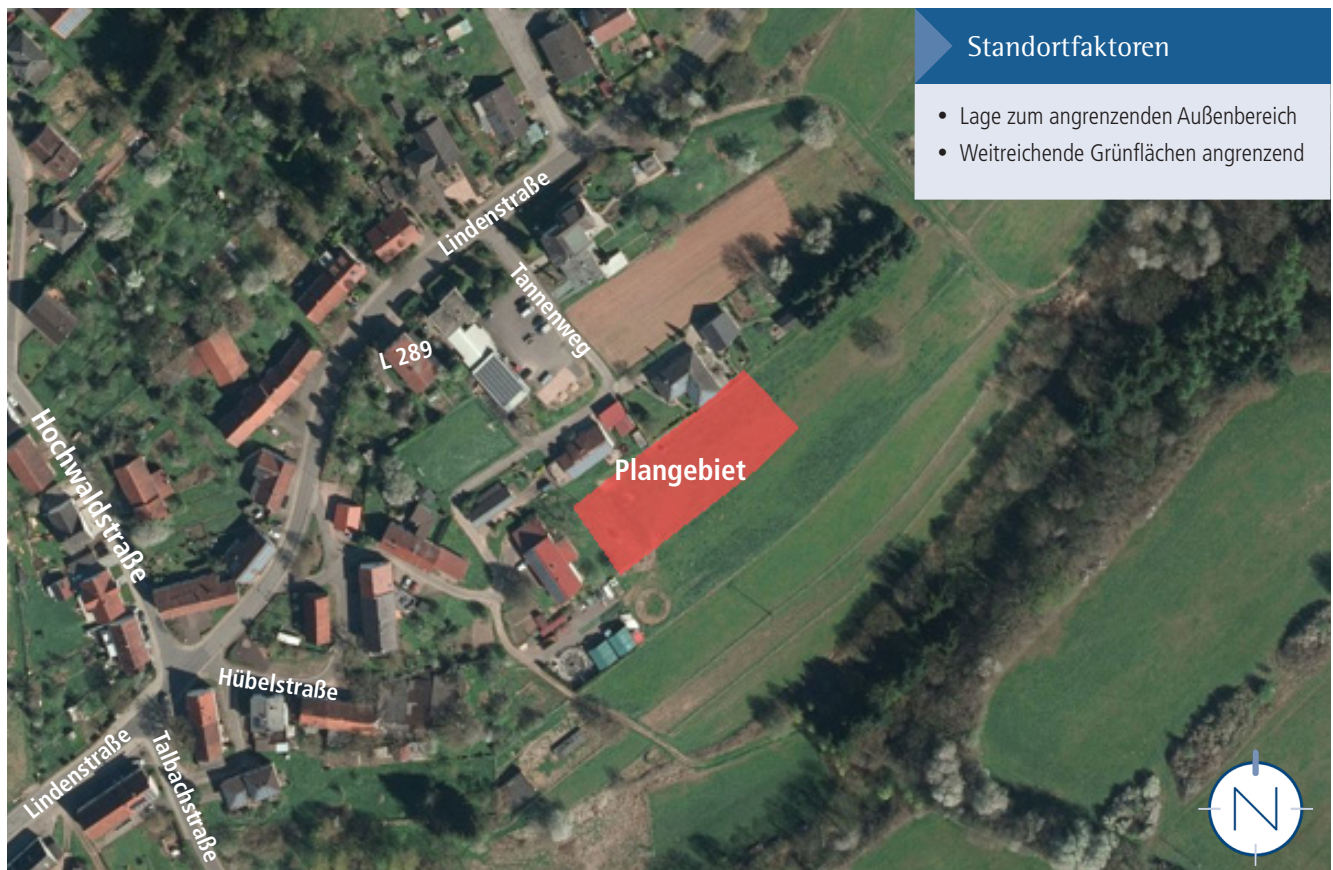 Standortfaktoren
• Lage zum angrenzenden Außenbereich
• Weitreichende Grünflächen angrenzend
Lindenstraße
Tannenweg
L 289
Hochwaldstraße
Plangebiet
Hübelstraße
Lindenstraße
Talbachstraße
N